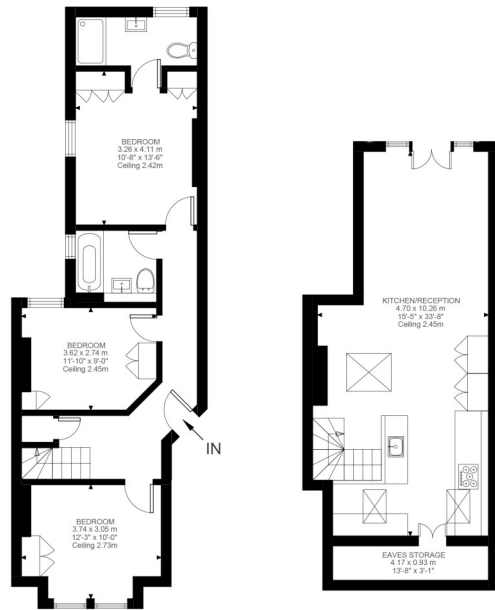 BEDROOM
3.26 x 4.11 m
10'-8" x 13'-6"
Ceiling 2.42m
BEDROOM
3.62 x 2.74 m
11'-10" x 9'-0"
Ceiling 2.45m
IN
BEDROOM
3.74 x 3.05 m
12'-3" x 10'-0"
Ceiling 2.73m
KITCHEN/RECEPTION
4.70 x 10.26 m
15'-5" x 33'-8"
Ceiling 2.45m
EAVES STORAGE
4.17 x 0.93 m
13'-8" x 3'-1"